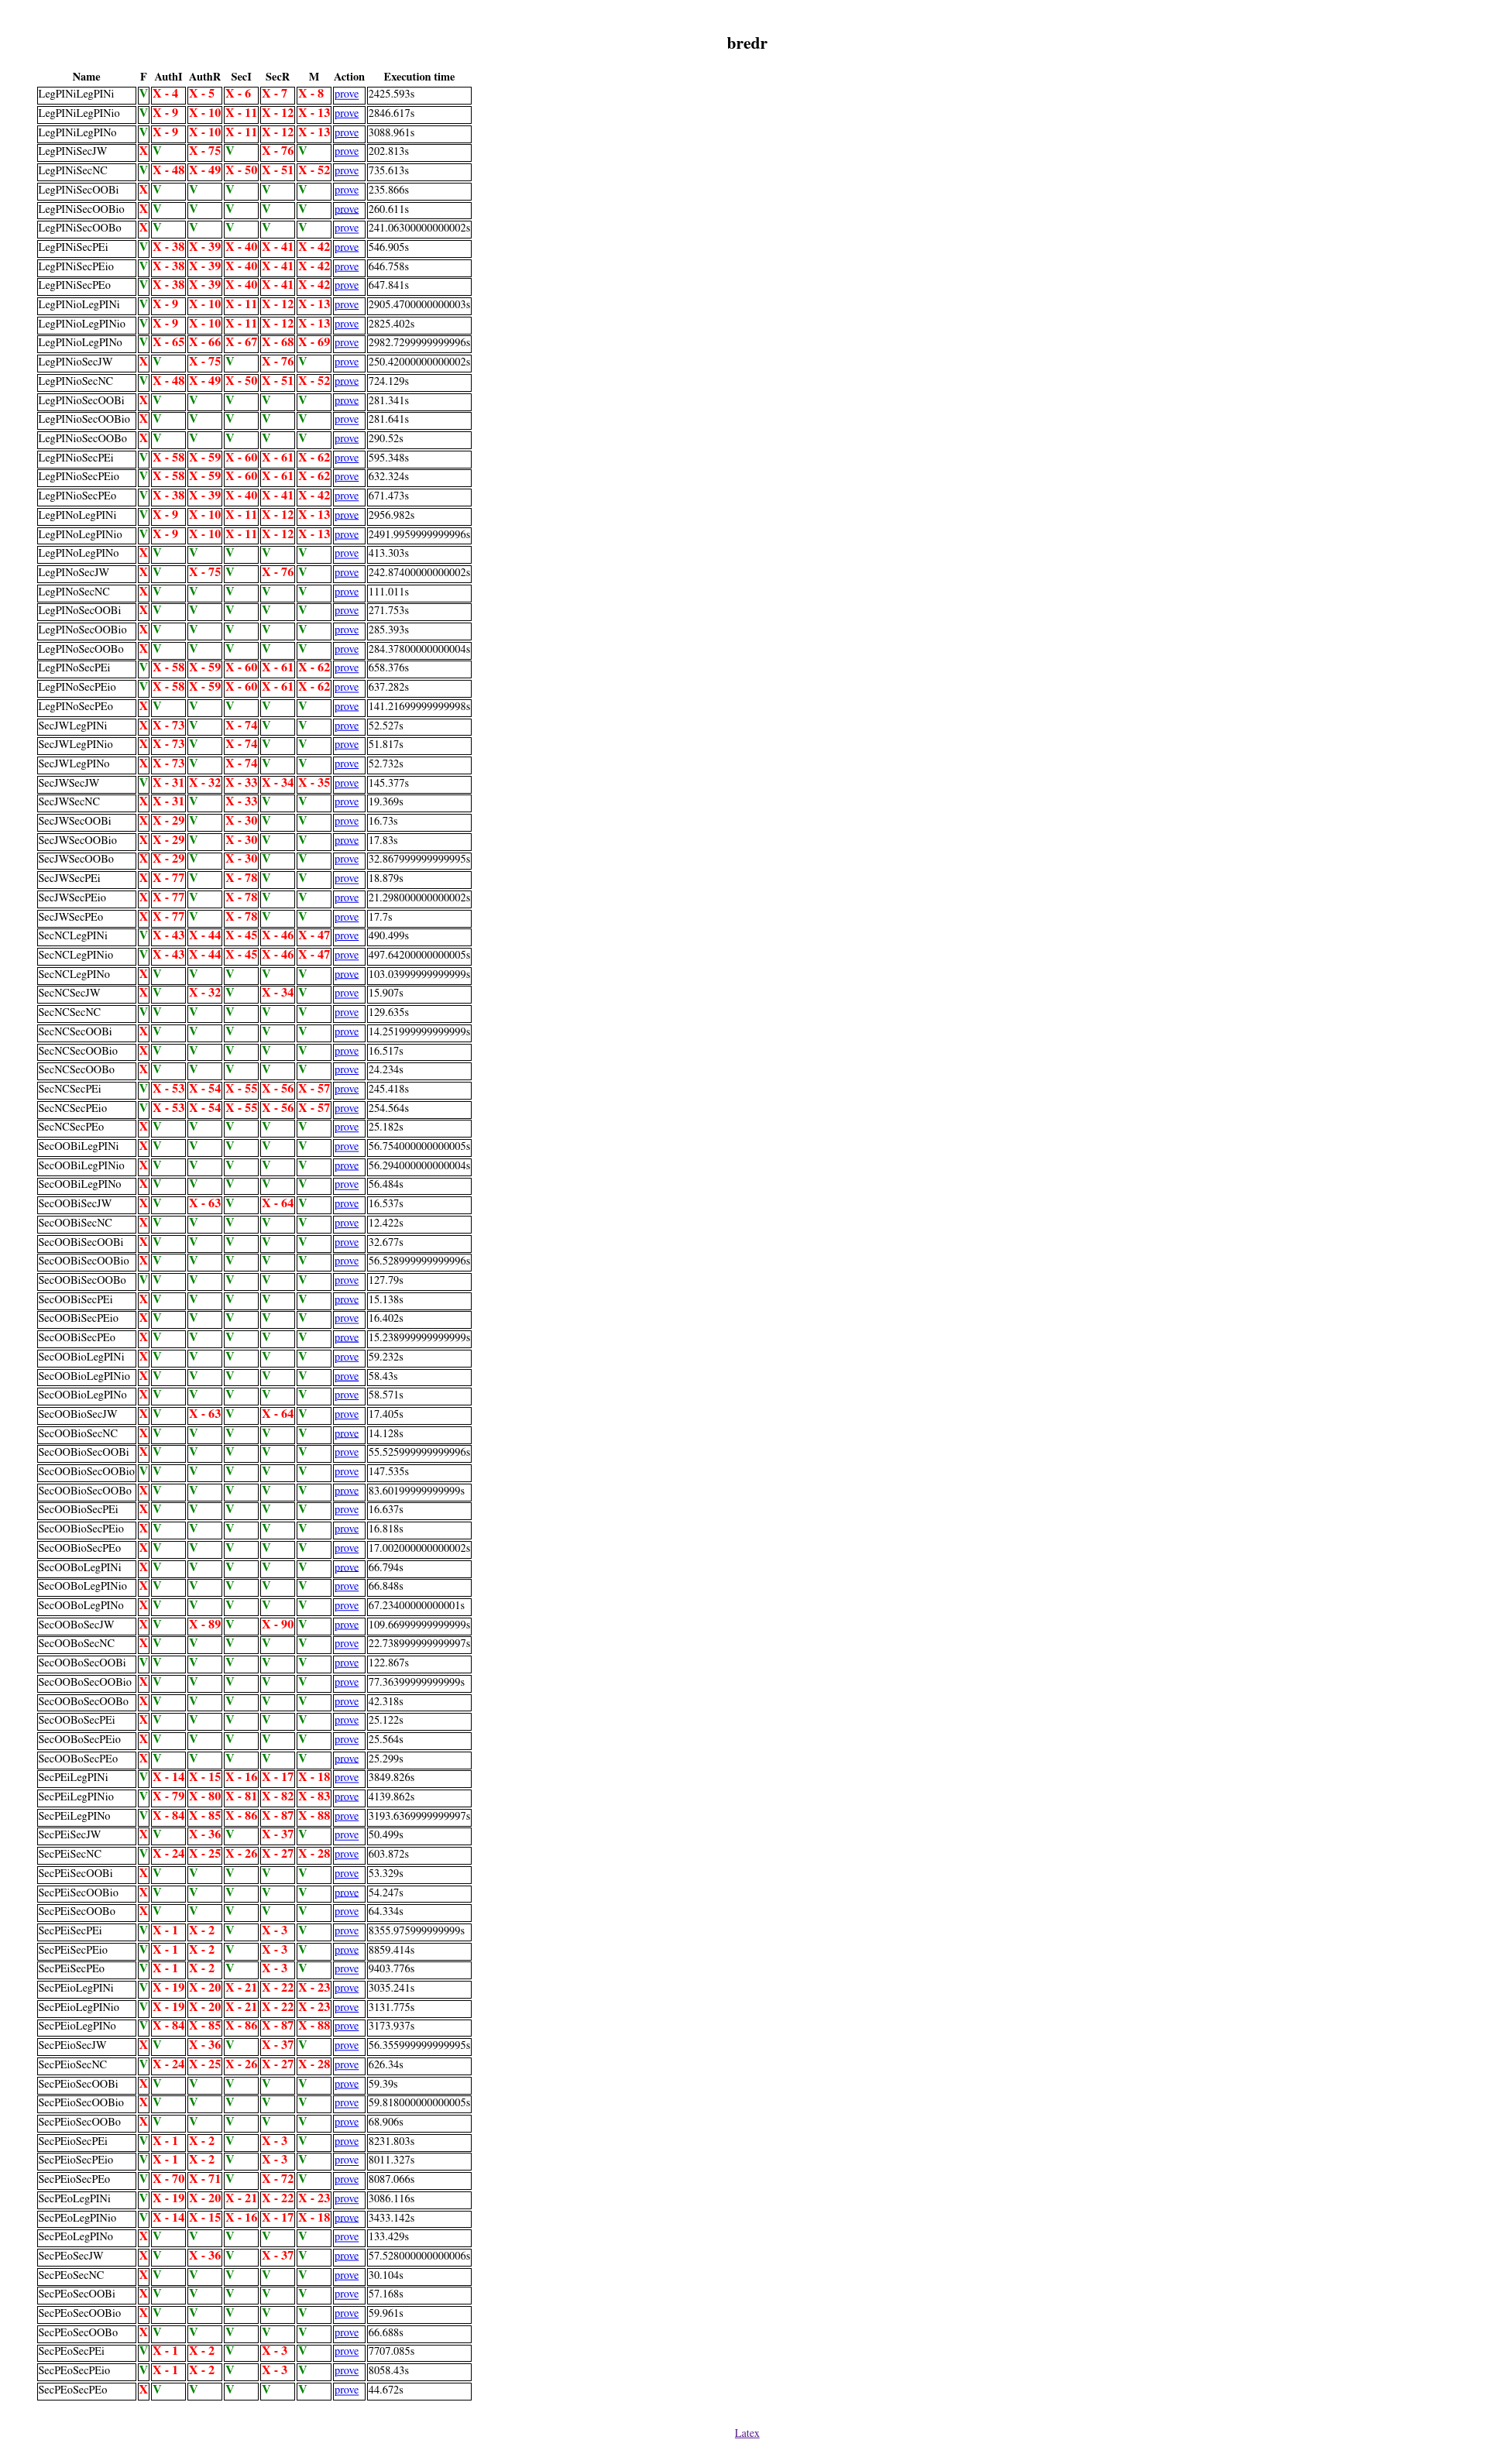 bredr
Name F AuthI AuthR SecI SecR M Action Execution time
LegPINiLegPINi V X - 4 X - 5 X - 6 X - 7 X - 8 prove 2425.593s
LegPINiLegPINio V X - 9 X - 10 X - 11 X - 12 X - 13 prove 2846.617s
LegPINiLegPINo V X - 9 X - 10 X - 11 X - 12 X - 13 prove 3088.961s
LegPINiSecJW X V X - 75 V X - 76 V prove 202.813s
LegPINiSecNC V X - 48 X - 49 X - 50 X - 51 X - 52 prove 735.613s
LegPINiSecOOBi X V V V V V prove 235.866s
LegPINiSecOOBio X V V V V V prove 260.611s
LegPINiSecOOBo X V V V V V prove 241.06300000000002s
LegPINiSecPEi V X - 38 X - 39 X - 40 X - 41 X - 42 prove 546.905s
LegPINiSecPEio V X - 38 X - 39 X - 40 X - 41 X - 42 prove 646.758s
LegPINiSecPEo V X - 38 X - 39 X - 40 X - 41 X - 42 prove 647.841s
LegPINioLegPINi V X - 9 X - 10 X - 11 X - 12 X - 13 prove 2905.4700000000003s
LegPINioLegPINio V X - 9 X - 10 X - 11 X - 12 X - 13 prove 2825.402s
LegPINioLegPINo V X - 65 X - 66 X - 67 X - 68 X - 69 prove 2982.7299999999996s
LegPINioSecJW X V X - 75 V X - 76 V prove 250.42000000000002s
LegPINioSecNC V X - 48 X - 49 X - 50 X - 51 X - 52 prove 724.129s
LegPINioSecOOBi X V V V V V prove 281.341s
LegPINioSecOOBio X V V V V V prove 281.641s
LegPINioSecOOBo X V V V V V prove 290.52s
LegPINioSecPEi V X - 58 X - 59 X - 60 X - 61 X - 62 prove 595.348s
LegPINioSecPEio V X - 58 X - 59 X - 60 X - 61 X - 62 prove 632.324s
LegPINioSecPEo V X - 38 X - 39 X - 40 X - 41 X - 42 prove 671.473s
LegPINoLegPINi V X - 9 X - 10 X - 11 X - 12 X - 13 prove 2956.982s
LegPINoLegPINio V X - 9 X - 10 X - 11 X - 12 X - 13 prove 2491.9959999999996s
LegPINoLegPINo X V V V V V prove 413.303s
LegPINoSecJW X V X - 75 V X - 76 V prove 242.87400000000002s
LegPINoSecNC X V V V V V prove 111.011s
LegPINoSecOOBi X V V V V V prove 271.753s
LegPINoSecOOBio X V V V V V prove 285.393s
LegPINoSecOOBo X V V V V V prove 284.37800000000004s
LegPINoSecPEi V X - 58 X - 59 X - 60 X - 61 X - 62 prove 658.376s
LegPINoSecPEio V X - 58 X - 59 X - 60 X - 61 X - 62 prove 637.282s
LegPINoSecPEo X V V V V V prove 141.21699999999998s
SecJWLegPINi X X - 73 V X - 74 V V prove 52.527s
SecJWLegPINio X X - 73 V X - 74 V V prove 51.817s
SecJWLegPINo X X - 73 V X - 74 V V prove 52.732s
SecJWSecJW V X - 31 X - 32 X - 33 X - 34 X - 35 prove 145.377s
SecJWSecNC X X - 31 V X - 33 V V prove 19.369s
SecJWSecOOBi X X - 29 V X - 30 V V prove 16.73s
SecJWSecOOBio X X - 29 V X - 30 V V prove 17.83s
SecJWSecOOBo X X - 29 V X - 30 V V prove 32.867999999999995s
SecJWSecPEi X X - 77 V X - 78 V V prove 18.879s
SecJWSecPEio X X - 77 V X - 78 V V prove 21.298000000000002s
SecJWSecPEo X X - 77 V X - 78 V V prove 17.7s
SecNCLegPINi V X - 43 X - 44 X - 45 X - 46 X - 47 prove 490.499s
SecNCLegPINio V X - 43 X - 44 X - 45 X - 46 X - 47 prove 497.64200000000005s
SecNCLegPINo X V V V V V prove 103.03999999999999s
SecNCSecJW X V X - 32 V X - 34 V prove 15.907s
SecNCSecNC V V V V V V prove 129.635s
SecNCSecOOBi X V V V V V prove 14.251999999999999s
SecNCSecOOBio X V V V V V prove 16.517s
SecNCSecOOBo X V V V V V prove 24.234s
SecNCSecPEi V X - 53 X - 54 X - 55 X - 56 X - 57 prove 245.418s
SecNCSecPEio V X - 53 X - 54 X - 55 X - 56 X - 57 prove 254.564s
SecNCSecPEo X V V V V V prove 25.182s
SecOOBiLegPINi X V V V V V prove 56.754000000000005s
SecOOBiLegPINio X V V V V V prove 56.294000000000004s
SecOOBiLegPINo X V V V V V prove 56.484s
SecOOBiSecJW X V X - 63 V X - 64 V prove 16.537s
SecOOBiSecNC X V V V V V prove 12.422s
SecOOBiSecOOBi X V V V V V prove 32.677s
SecOOBiSecOOBio X V V V V V prove 56.528999999999996s
SecOOBiSecOOBo V V V V V V prove 127.79s
SecOOBiSecPEi X V V V V V prove 15.138s
SecOOBiSecPEio X V V V V V prove 16.402s
SecOOBiSecPEo X V V V V V prove 15.238999999999999s
SecOOBioLegPINi X V V V V V prove 59.232s
SecOOBioLegPINio X V V V V V prove 58.43s
SecOOBioLegPINo X V V V V V prove 58.571s
SecOOBioSecJW X V X - 63 V X - 64 V prove 17.405s
SecOOBioSecNC X V V V V V prove 14.128s
SecOOBioSecOOBi X V V V V V prove 55.525999999999996s
SecOOBioSecOOBio V V V V V V prove 147.535s
SecOOBioSecOOBo X V V V V V prove 83.60199999999999s
SecOOBioSecPEi X V V V V V prove 16.637s
SecOOBioSecPEio X V V V V V prove 16.818s
SecOOBioSecPEo X V V V V V prove 17.002000000000002s
SecOOBoLegPINi X V V V V V prove 66.794s
SecOOBoLegPINio X V V V V V prove 66.848s
SecOOBoLegPINo X V V V V V prove 67.23400000000001s
SecOOBoSecJW X V X - 89 V X - 90 V prove 109.66999999999999s
SecOOBoSecNC X V V V V V prove 22.738999999999997s
SecOOBoSecOOBi V V V V V V prove 122.867s
SecOOBoSecOOBio X V V V V V prove 77.36399999999999s
SecOOBoSecOOBo X V V V V V prove 42.318s
SecOOBoSecPEi X V V V V V prove 25.122s
SecOOBoSecPEio X V V V V V prove 25.564s
SecOOBoSecPEo X V V V V V prove 25.299s
SecPEiLegPINi V X - 14 X - 15 X - 16 X - 17 X - 18 prove 3849.826s
SecPEiLegPINio V X - 79 X - 80 X - 81 X - 82 X - 83 prove 4139.862s
SecPEiLegPINo V X - 84 X - 85 X - 86 X - 87 X - 88 prove 3193.6369999999997s
SecPEiSecJW X V X - 36 V X - 37 V prove 50.499s
SecPEiSecNC V X - 24 X - 25 X - 26 X - 27 X - 28 prove 603.872s
SecPEiSecOOBi X V V V V V prove 53.329s
SecPEiSecOOBio X V V V V V prove 54.247s
SecPEiSecOOBo X V V V V V prove 64.334s
SecPEiSecPEi V X - 1 X - 2 V X - 3 V prove 8355.975999999999s
SecPEiSecPEio V X - 1 X - 2 V X - 3 V prove 8859.414s
SecPEiSecPEo V X - 1 X - 2 V X - 3 V prove 9403.776s
SecPEioLegPINi V X - 19 X - 20 X - 21 X - 22 X - 23 prove 3035.241s
SecPEioLegPINio V X - 19 X - 20 X - 21 X - 22 X - 23 prove 3131.775s
SecPEioLegPINo V X - 84 X - 85 X - 86 X - 87 X - 88 prove 3173.937s
SecPEioSecJW X V X - 36 V X - 37 V prove 56.355999999999995s
SecPEioSecNC V X - 24 X - 25 X - 26 X - 27 X - 28 prove 626.34s
SecPEioSecOOBi X V V V V V prove 59.39s
SecPEioSecOOBio X V V V V V prove 59.818000000000005s
SecPEioSecOOBo X V V V V V prove 68.906s
SecPEioSecPEi V X - 1 X - 2 V X - 3 V prove 8231.803s
SecPEioSecPEio V X - 1 X - 2 V X - 3 V prove 8011.327s
SecPEioSecPEo V X - 70 X - 71 V X - 72 V prove 8087.066s
SecPEoLegPINi V X - 19 X - 20 X - 21 X - 22 X - 23 prove 3086.116s
SecPEoLegPINio V X - 14 X - 15 X - 16 X - 17 X - 18 prove 3433.142s
SecPEoLegPINo X V V V V V prove 133.429s
SecPEoSecJW X V X - 36 V X - 37 V prove 57.528000000000006s
SecPEoSecNC X V V V V V prove 30.104s
SecPEoSecOOBi X V V V V V prove 57.168s
SecPEoSecOOBio X V V V V V prove 59.961s
SecPEoSecOOBo X V V V V V prove 66.688s
SecPEoSecPEi V X - 1 X - 2 V X - 3 V prove 7707.085s
SecPEoSecPEio V X - 1 X - 2 V X - 3 V prove 8058.43s
SecPEoSecPEo X V V V V V prove 44.672s
Latex